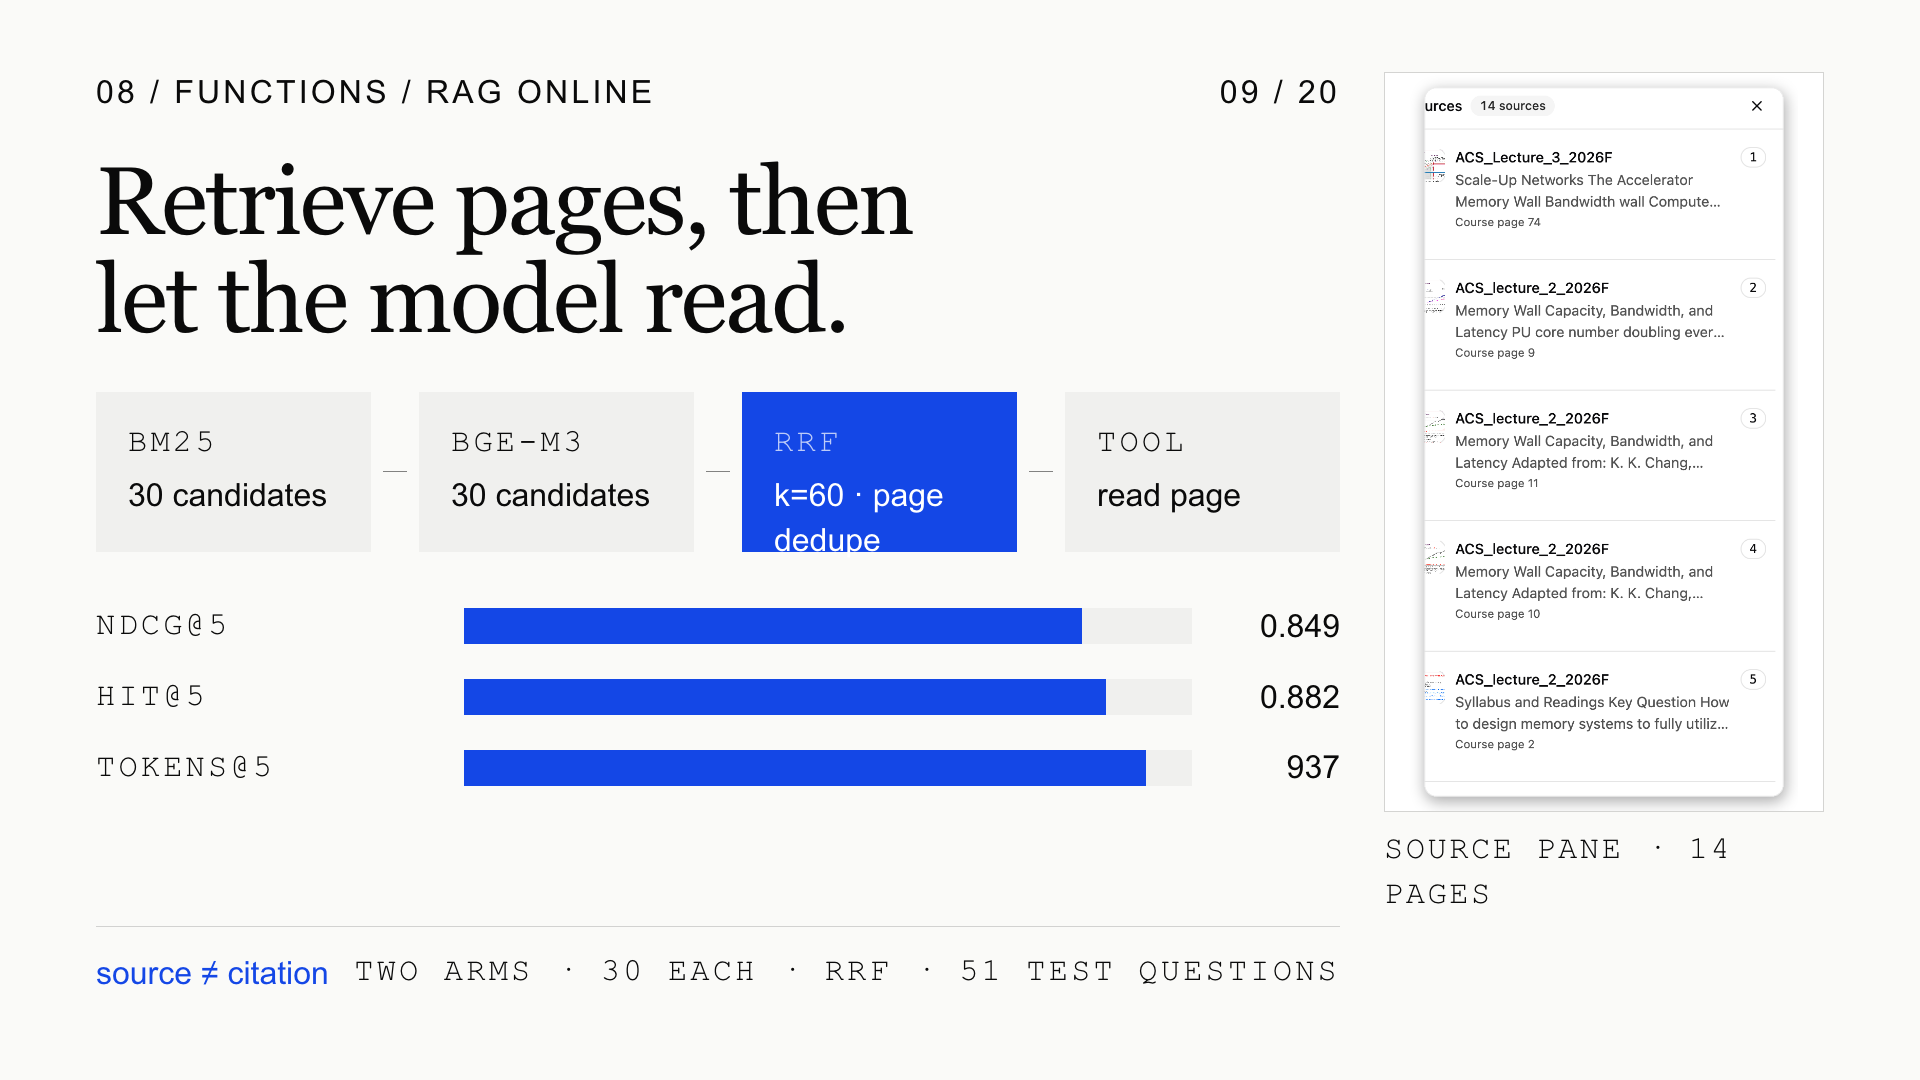 08 / FUNCTIONS / RAG ONLINE
09 / 20
Retrieve pages, then
let the model read.
BM25
30 candidates
BGE-M3
30 candidates
RRF
k=60 · page
dedupe
TOOL
read page
NDCG@5
0.849
HIT@5
0.882
TOKENS@5
937
source ≠ citation
TWO ARMS · 30 EACH · RRF · 51 TEST QUESTIONS
urces 14 sources ×
ACS_Lecture_3_2026F 1
Scale-Up Networks The Accelerator
Memory Wall Bandwidth wall Compute...
Course page 74
ACS_lecture_2_2026F 2
Memory Wall Capacity, Bandwidth, and
Latency PU core number doubling ever...
Course page 9
ACS_lecture_2_2026F 3
Memory Wall Capacity, Bandwidth, and
Latency Adapted from: K. K. Chang,...
Course page 11
ACS_lecture_2_2026F 4
Memory Wall Capacity, Bandwidth, and
Latency Adapted from: K. K. Chang,...
Course page 10
ACS_lecture_2_2026F 5
Syllabus and Readings Key Question How
to design memory systems to fully utiliz...
Course page 2
SOURCE PANE · 14
PAGES